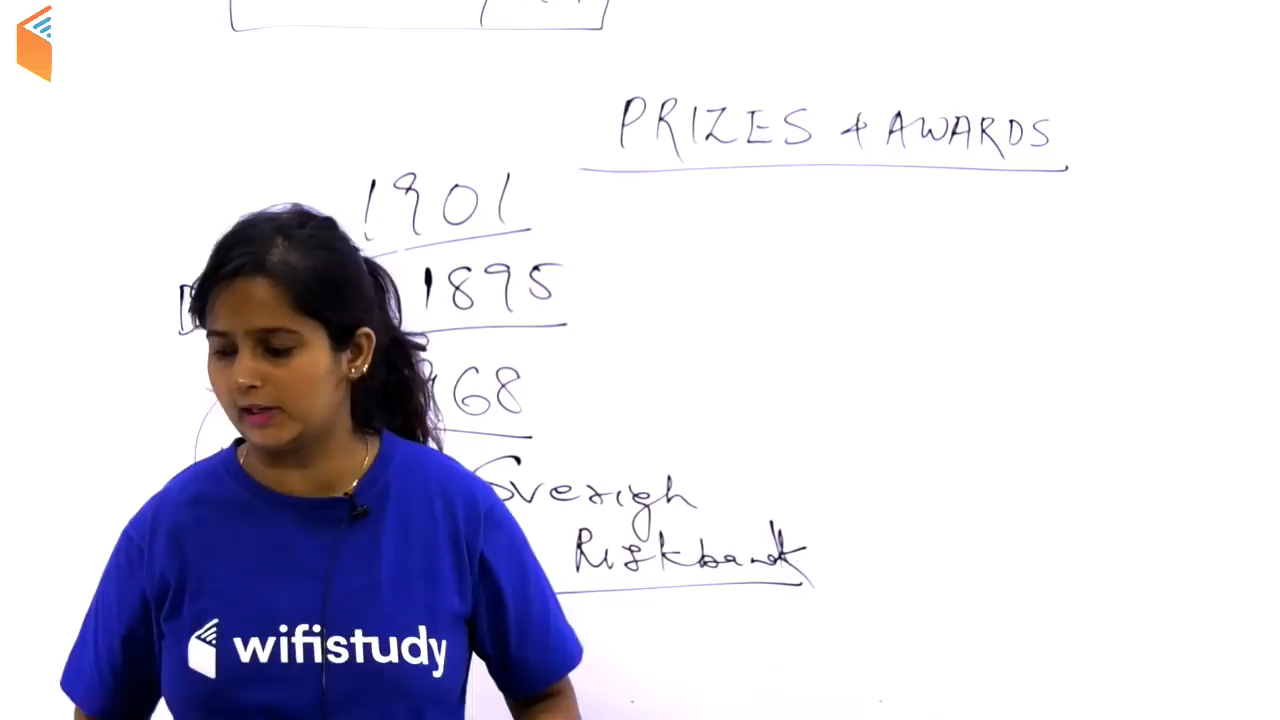 PRIZES & AWARDS
1901
1895
68
Sverigh
Riskbank
wifistudy